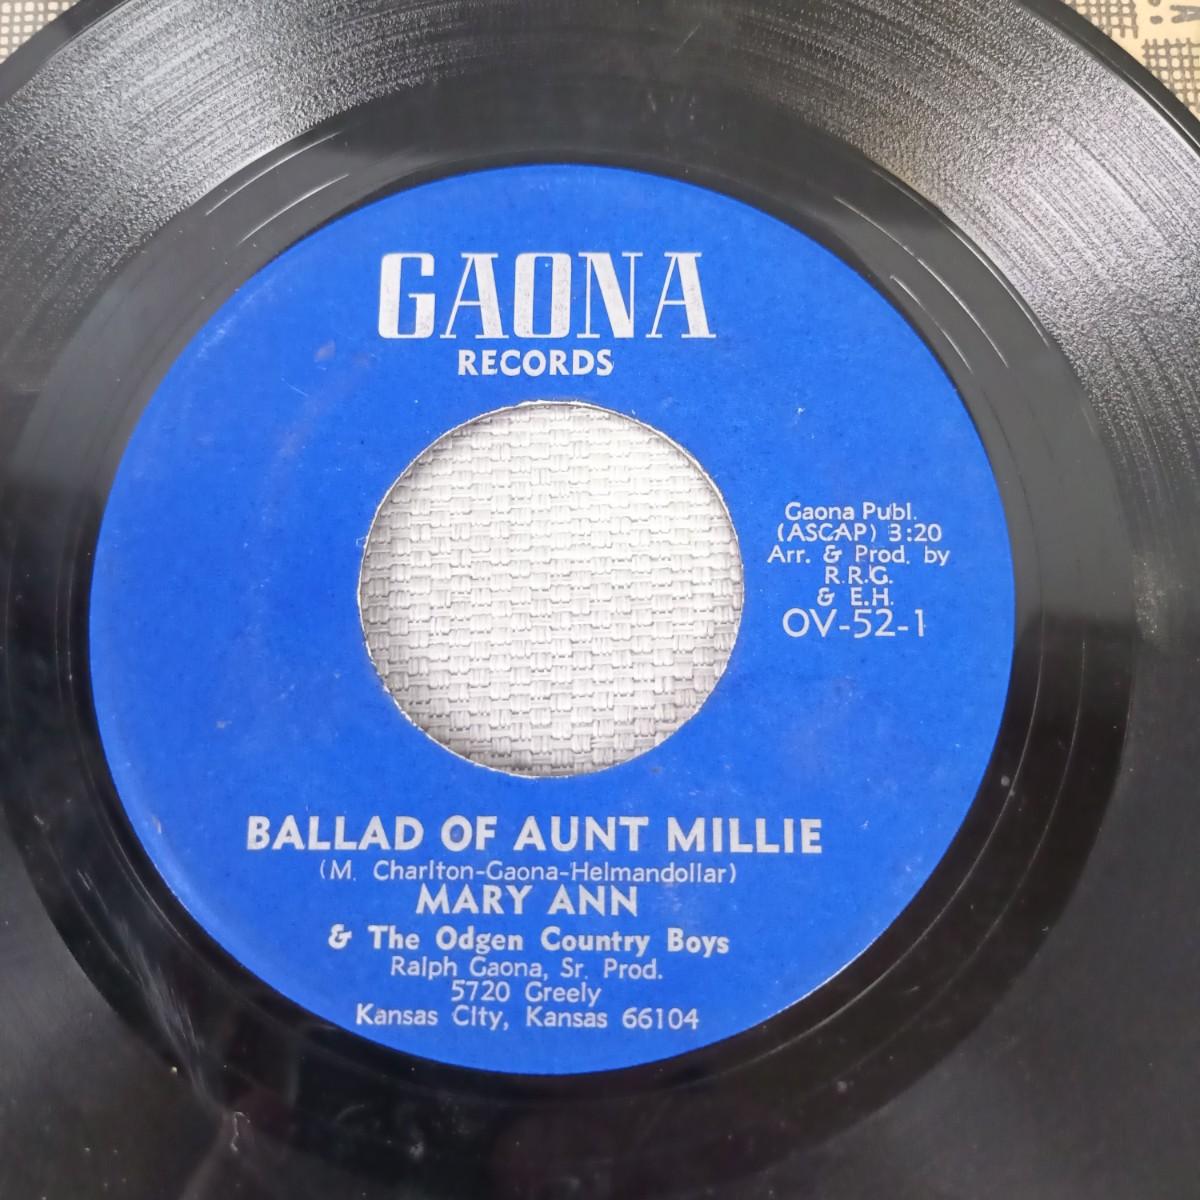 GAONA
RECORDS
Gaona Publ.
(ASCAP) 3:20
Arr. & Prod. by
R.R.G.
& E.H.
OV-52-1
BALLAD OF AUNT MILLIE
(M. Charlton-Gaona-Helmandollar)
MARY ANN
& The Odgen Country Boys
Ralph Gaona, Sr. Prod.
5720 Greely
Kansas City, Kansas 66104